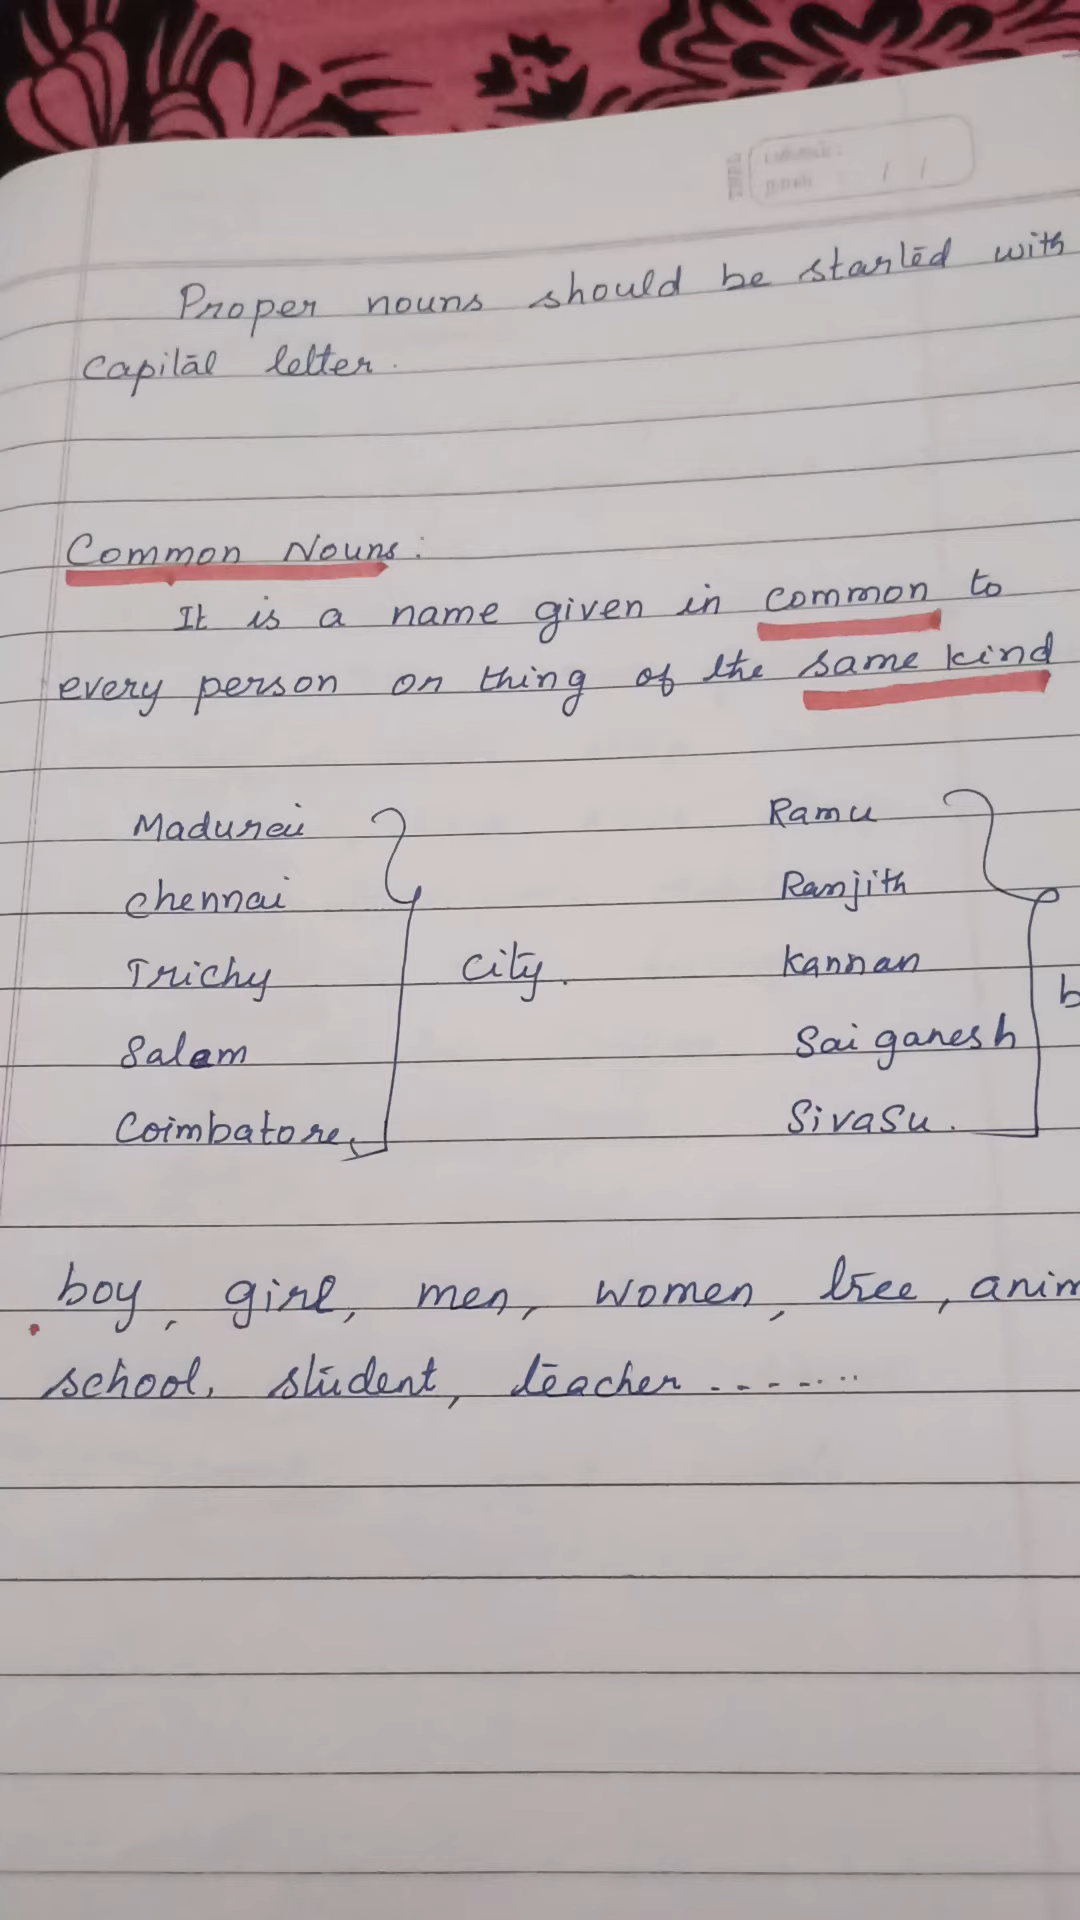 Proper nouns should be started with
capital letter.
Common Nouns:
It is a name given in common to
every person or thing of the same kind
Madurai
Chennai
Trichy
Salem
Coimbatore
City.
Ramu
Ranjith
Kannan
Sai ganesh
Sivasu.
b
boy, girl, men, women, tree, anim
school, student, teacher .......